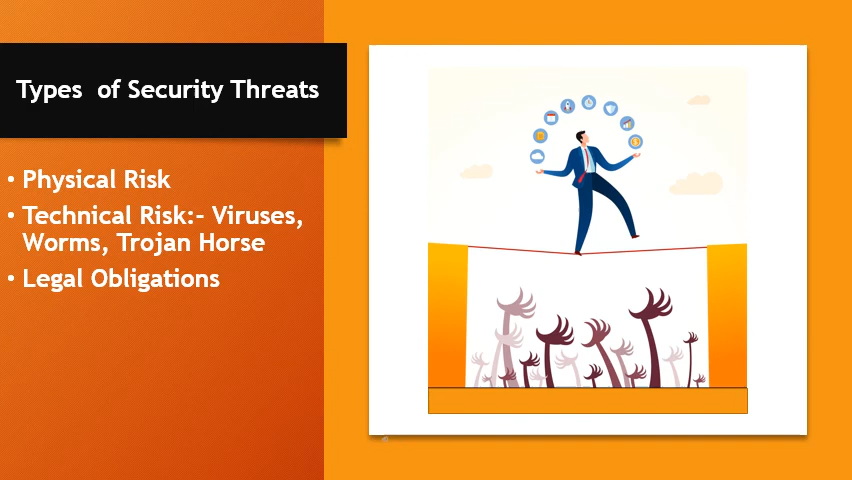 Types of Security Threats
• Physical Risk
• Technical Risk:- Viruses,
Worms, Trojan Horse
• Legal Obligations